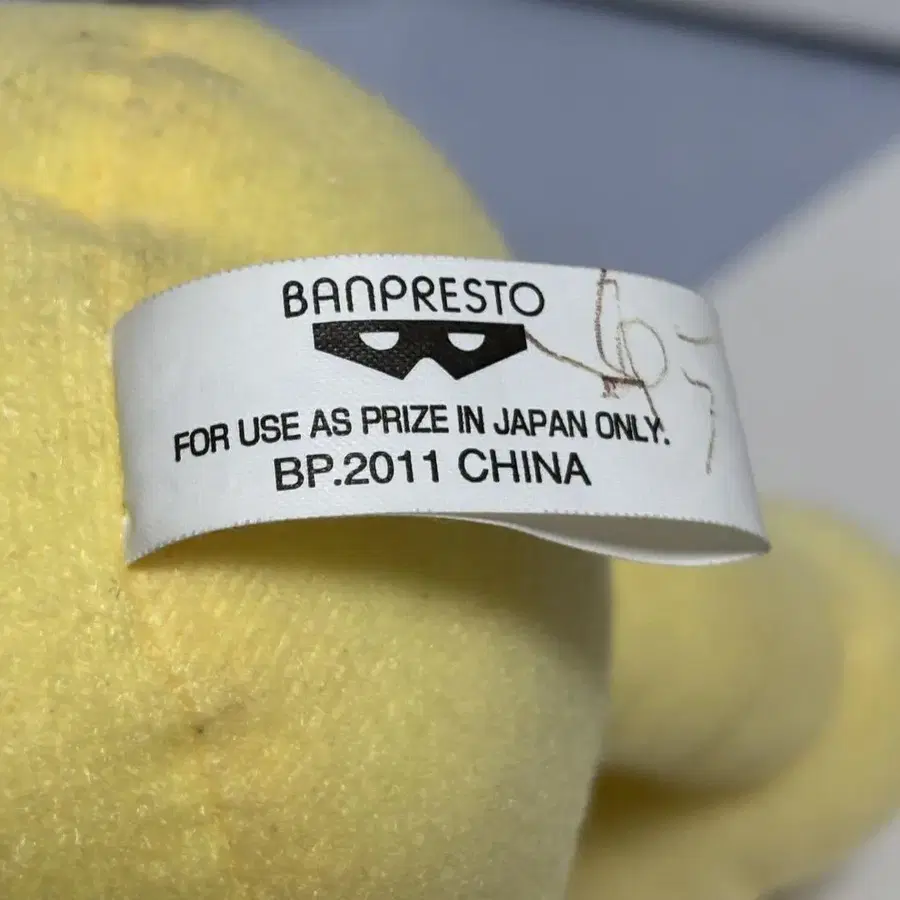 BANPRESTO
FOR USE AS PRIZE IN JAPAN ONLY.
BP.2011 CHINA